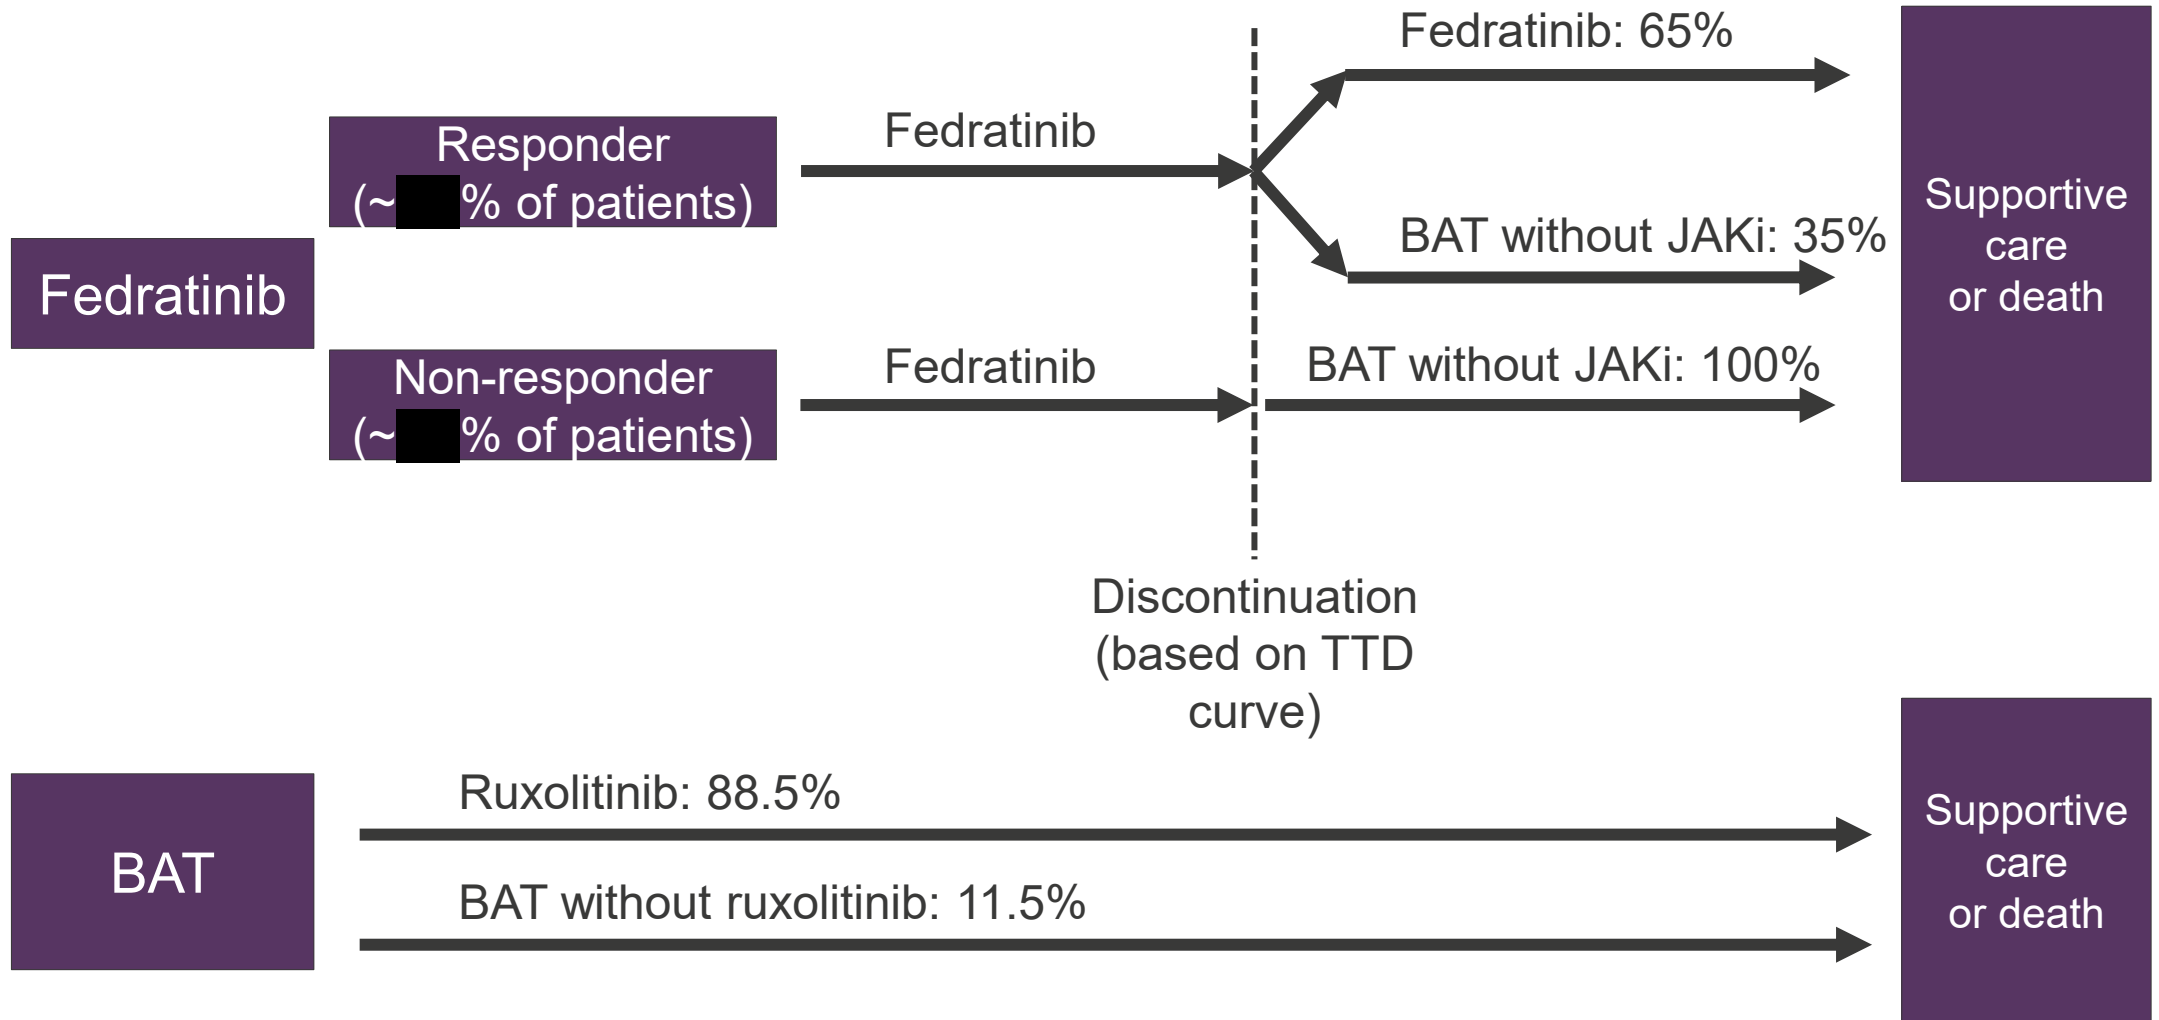 Fedratinib: 65%
Responder
(~
% of patients)
Fedratinib
BAT without JAKi: 35%
Supportive
care
or death
Fedratinib
Non-responder
(~
% of patients)
Fedratinib
BAT without JAKi: 100%
Discontinuation
(based on TTD
curve)
BAT
Ruxolitinib: 88.5%
BAT without ruxolitinib: 11.5%
Supportive
care
or death